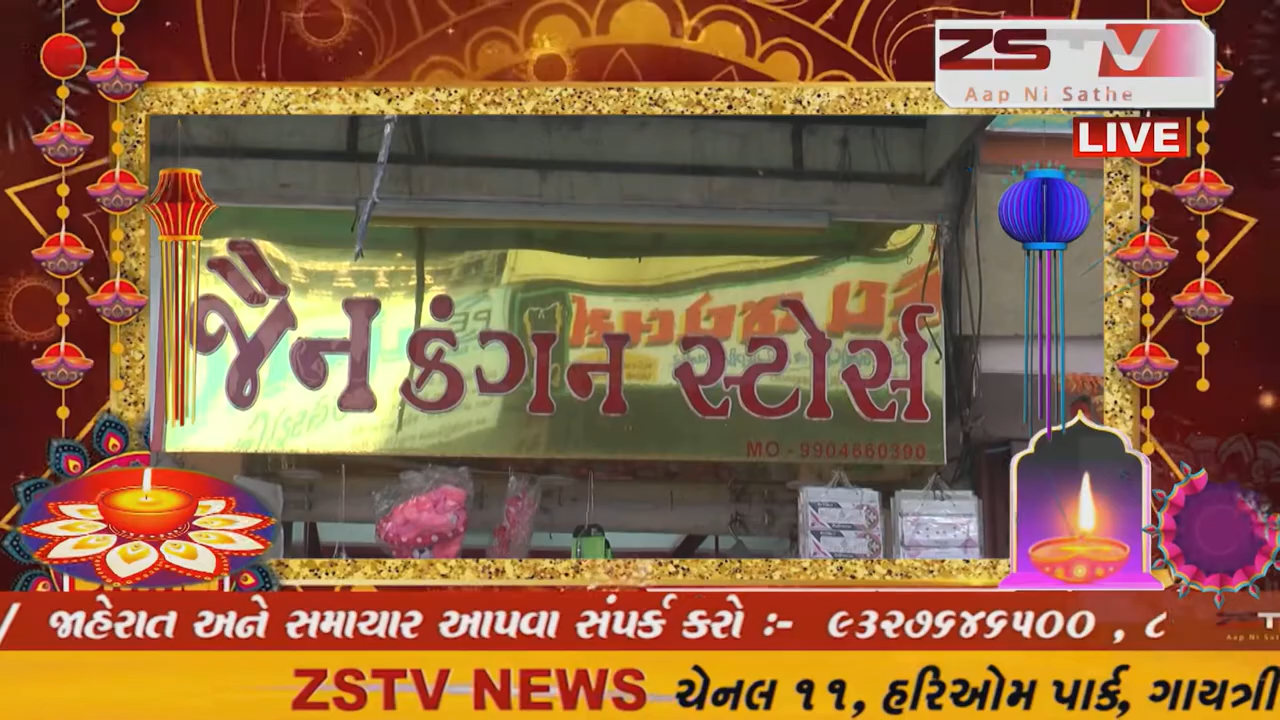 ZSTV
Aap Ni Sathe
LIVE
જૈન કંગન સ્ટોર્સ
MO - 9904660390
/ જાહેરાત અને સમાચાર આપવા સંપર્ક કરો :- ૯૩૨૭૬૪૬૫૦૦ , ૮
ZSTV NEWS ચેનલ ૧૧, હરિઓમ પાર્ક, ગાયત્રી